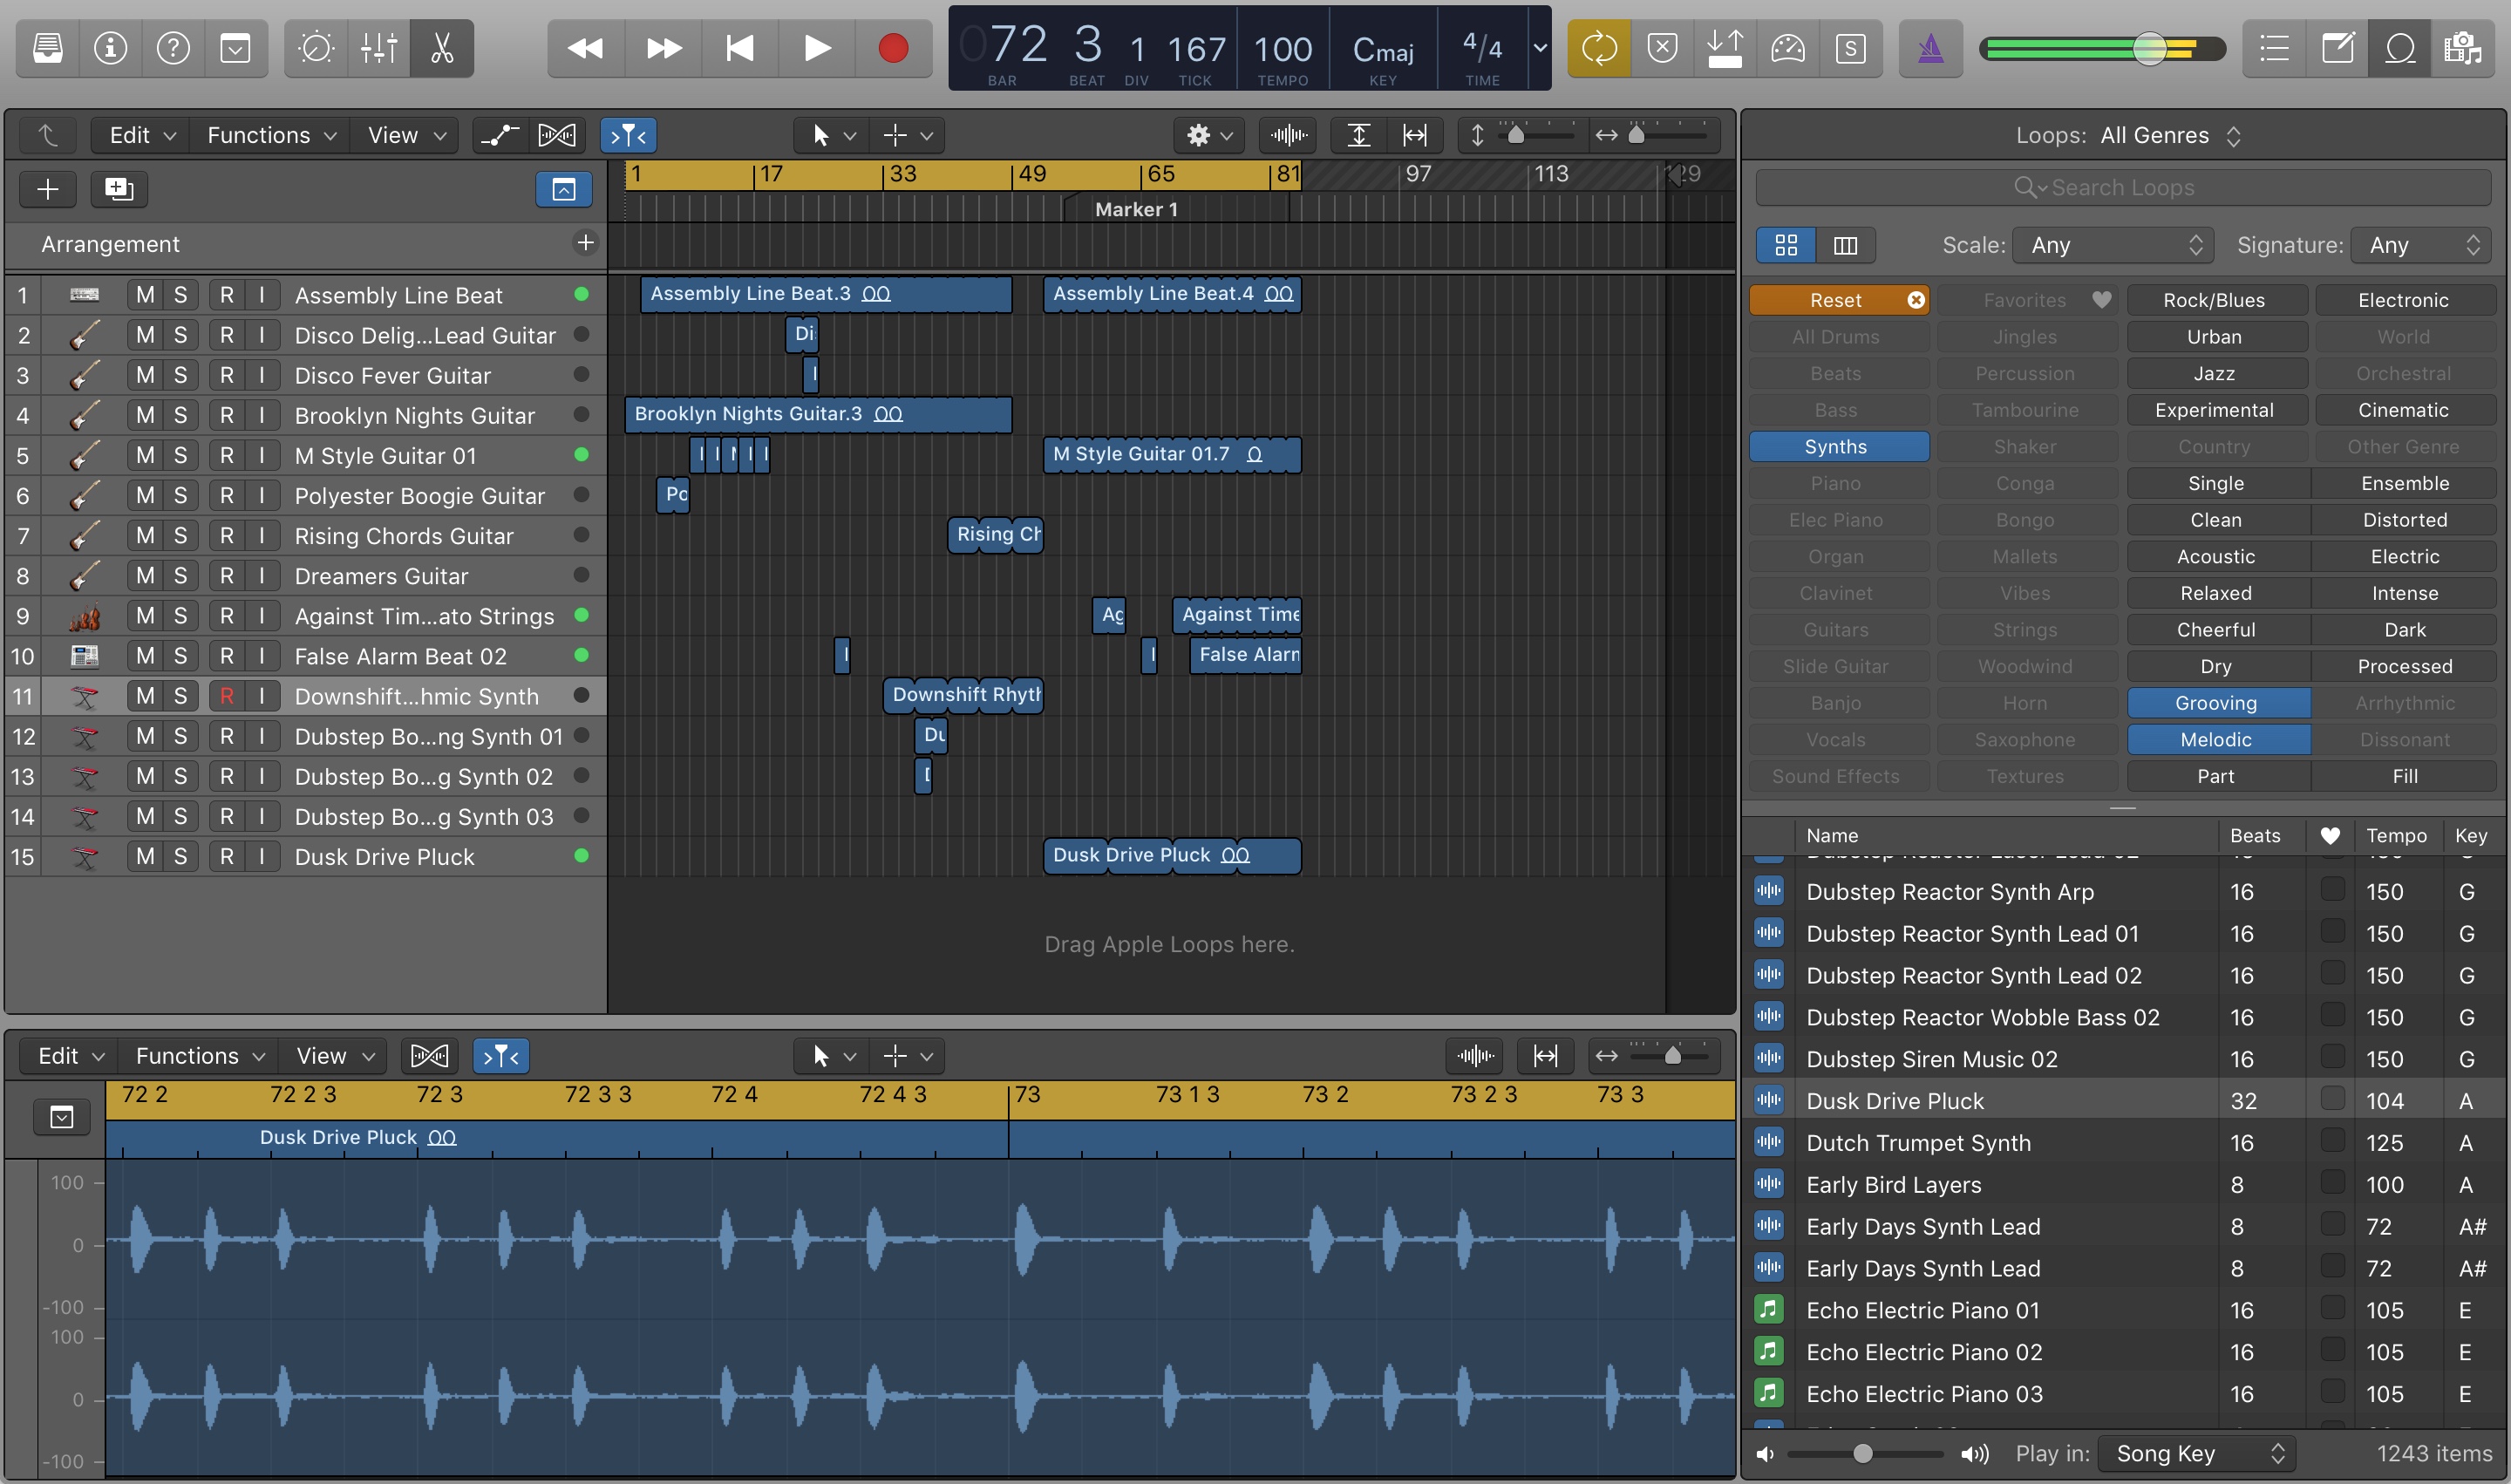 072 3 1 167 100 Cmaj 4/4
BAR BEAT DIV TICK TEMPO KEY TIME
S
Edit Functions View
Loops: All Genres
1 17 33 49 65 81 97 113 129
Marker 1
Search Loops
Arrangement
Scale: Any Signature: Any
1 M S R I Assembly Line Beat
Assembly Line Beat.3 Assembly Line Beat.4
2 M S R I Disco Delig...Lead Guitar
Di
3 M S R I Disco Fever Guitar
4 M S R I Brooklyn Nights Guitar
Brooklyn Nights Guitar.3
5 M S R I M Style Guitar 01
M Style Guitar 01.7
6 M S R I Polyester Boogie Guitar
Po
7 M S R I Rising Chords Guitar
Rising Ch
8 M S R I Dreamers Guitar
9 M S R I Against Tim...ato Strings
Ag Against Time
10 M S R I False Alarm Beat 02
False Alarm
11 M S R I Downshift...hmic Synth
Downshift Rhyth
12 M S R I Dubstep Bo...ng Synth 01
Du
13 M S R I Dubstep Bo...g Synth 02
14 M S R I Dubstep Bo...g Synth 03
15 M S R I Dusk Drive Pluck
Dusk Drive Pluck
Drag Apple Loops here.
Reset Favorites Rock/Blues Electronic
All Drums Jingles Urban World
Beats Percussion Jazz Orchestral
Bass Tambourine Experimental Cinematic
Synths Shaker Country Other Genre
Piano Conga Single Ensemble
Elec Piano Bongo Clean Distorted
Organ Mallets Acoustic Electric
Clavinet Vibes Relaxed Intense
Guitars Strings Cheerful Dark
Slide Guitar Woodwind Dry Processed
Banjo Horn Grooving Arrhythmic
Vocals Saxophone Melodic Dissonant
Sound Effects Textures Part Fill
Name Beats Tempo Key
Dubstep Reactor Synth Arp 16 150 G
Dubstep Reactor Synth Lead 01 16 150 G
Dubstep Reactor Synth Lead 02 16 150 G
Dubstep Reactor Wobble Bass 02 16 150 G
Dubstep Siren Music 02 16 150 G
Dusk Drive Pluck 32 104 A
Dutch Trumpet Synth 16 125 A
Early Bird Layers 8 100 A
Early Days Synth Lead 8 72 A#
Early Days Synth Lead 8 72 A#
Echo Electric Piano 01 16 105 E
Echo Electric Piano 02 16 105 E
Echo Electric Piano 03 16 105 E
Play in: Song Key 1243 items
Edit Functions View
72 2 72 2 3 72 3 72 3 3 72 4 72 4 3 73 73 1 3 73 2 73 2 3 73 3
Dusk Drive Pluck
100
0
-100
100
0
-100